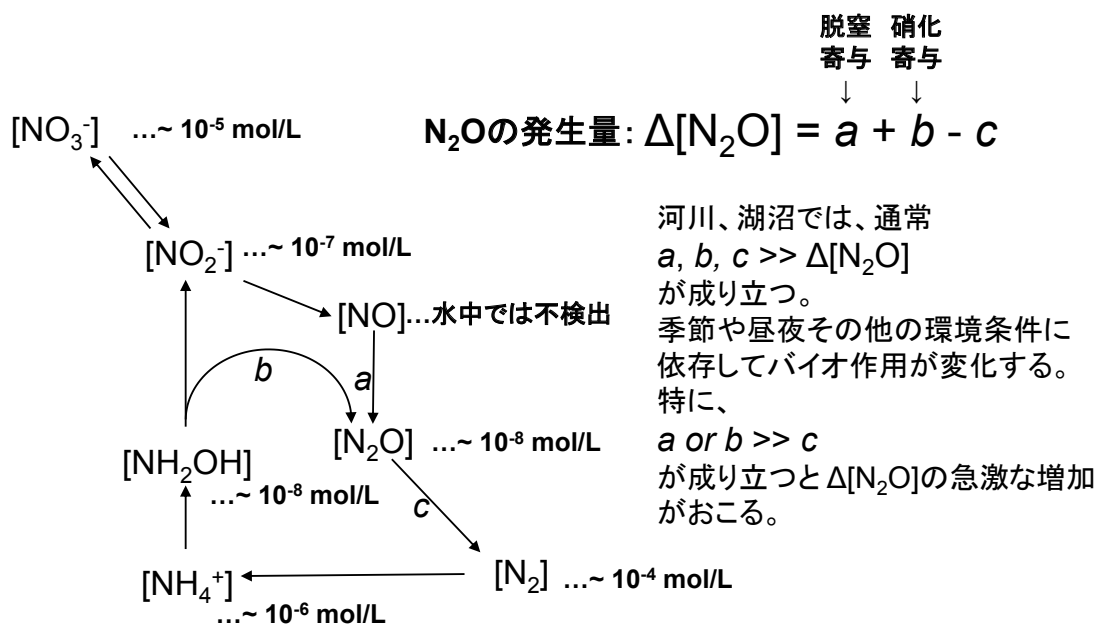 脱窒 硝化
寄与 寄与
↓ ↓
N₂Oの発生量: Δ[N₂O] = a + b - c
[NO₃⁻] …~ 10⁻⁵ mol/L
[NO₂⁻] …~ 10⁻⁷ mol/L
[NO]…水中では不検出
b
a
[N₂O] …~ 10⁻⁸ mol/L
[NH₂OH]
…~ 10⁻⁸ mol/L
c
[N₂] …~ 10⁻⁴ mol/L
[NH₄⁺]
…~ 10⁻⁶ mol/L
河川、湖沼では、通常
a, b, c >> Δ[N₂O]
が成り立つ。
季節や昼夜その他の環境条件に
依存してバイオ作用が変化する。
特に、
a or b >> c
が成り立つとΔ[N₂O]の急激な増加
がおこる。